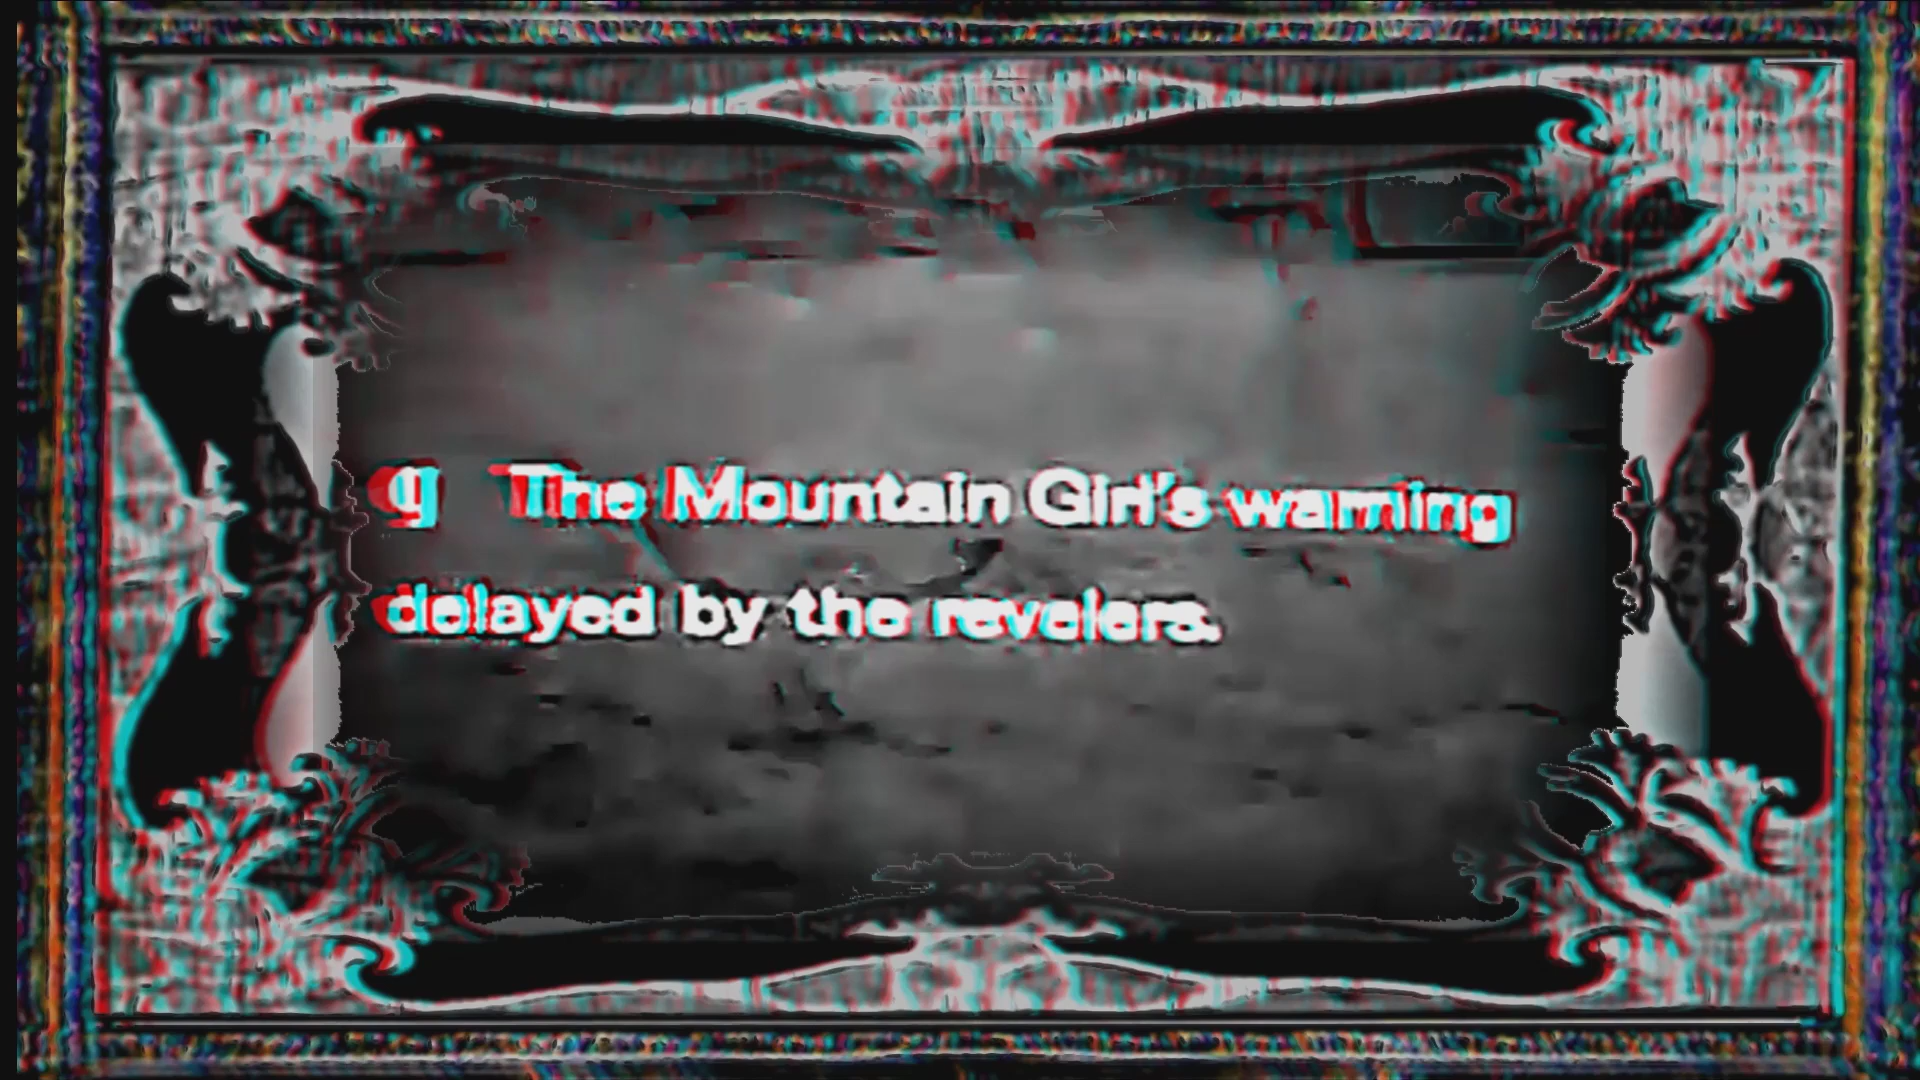 g The Mountain Girl's warning
delayed by the revelers.